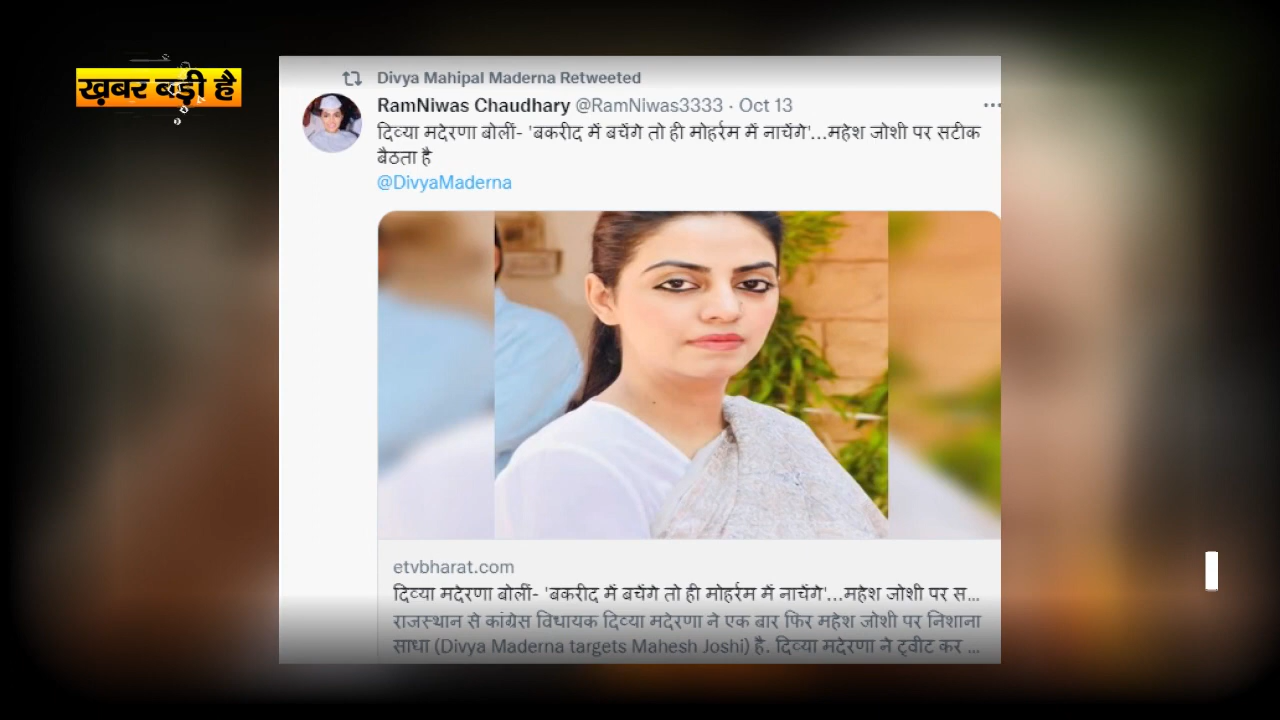 ख़बर बड़ी है
Divya Mahipal Maderna Retweeted
RamNiwas Chaudhary @RamNiwas3333 · Oct 13
दिव्या मदेरणा बोलीं- 'बकरीद में बचेंगे तो ही मोहर्रम में नाचेंगे'...महेश जोशी पर सटीक
बैठता है
@DivyaMaderna
etvbharat.com
दिव्या मदेरणा बोलीं- 'बकरीद में बचेंगे तो ही मोहर्रम में नाचेंगे'...महेश जोशी पर स...
राजस्थान से कांग्रेस विधायक दिव्या मदेरणा ने एक बार फिर महेश जोशी पर निशाना
साधा (Divya Maderna targets Mahesh Joshi) है. दिव्या मदेरणा ने ट्वीट कर ...